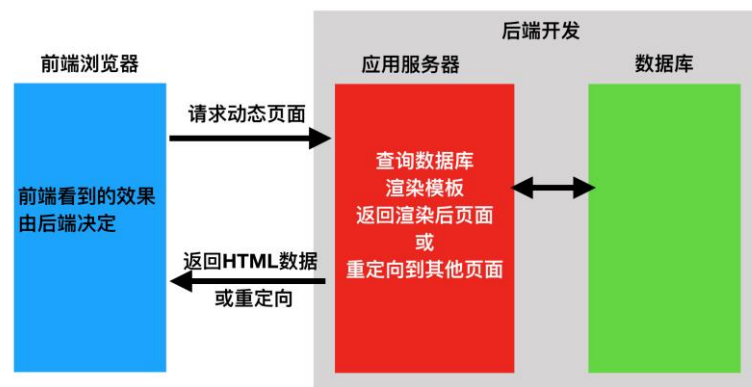 后端开发
前端浏览器
应用服务器
数据库
请求动态页面
前端看到的效果
由后端决定
查询数据库
渲染模板
返回渲染后页面
或
重定向到其他页面
返回HTML数据
或重定向